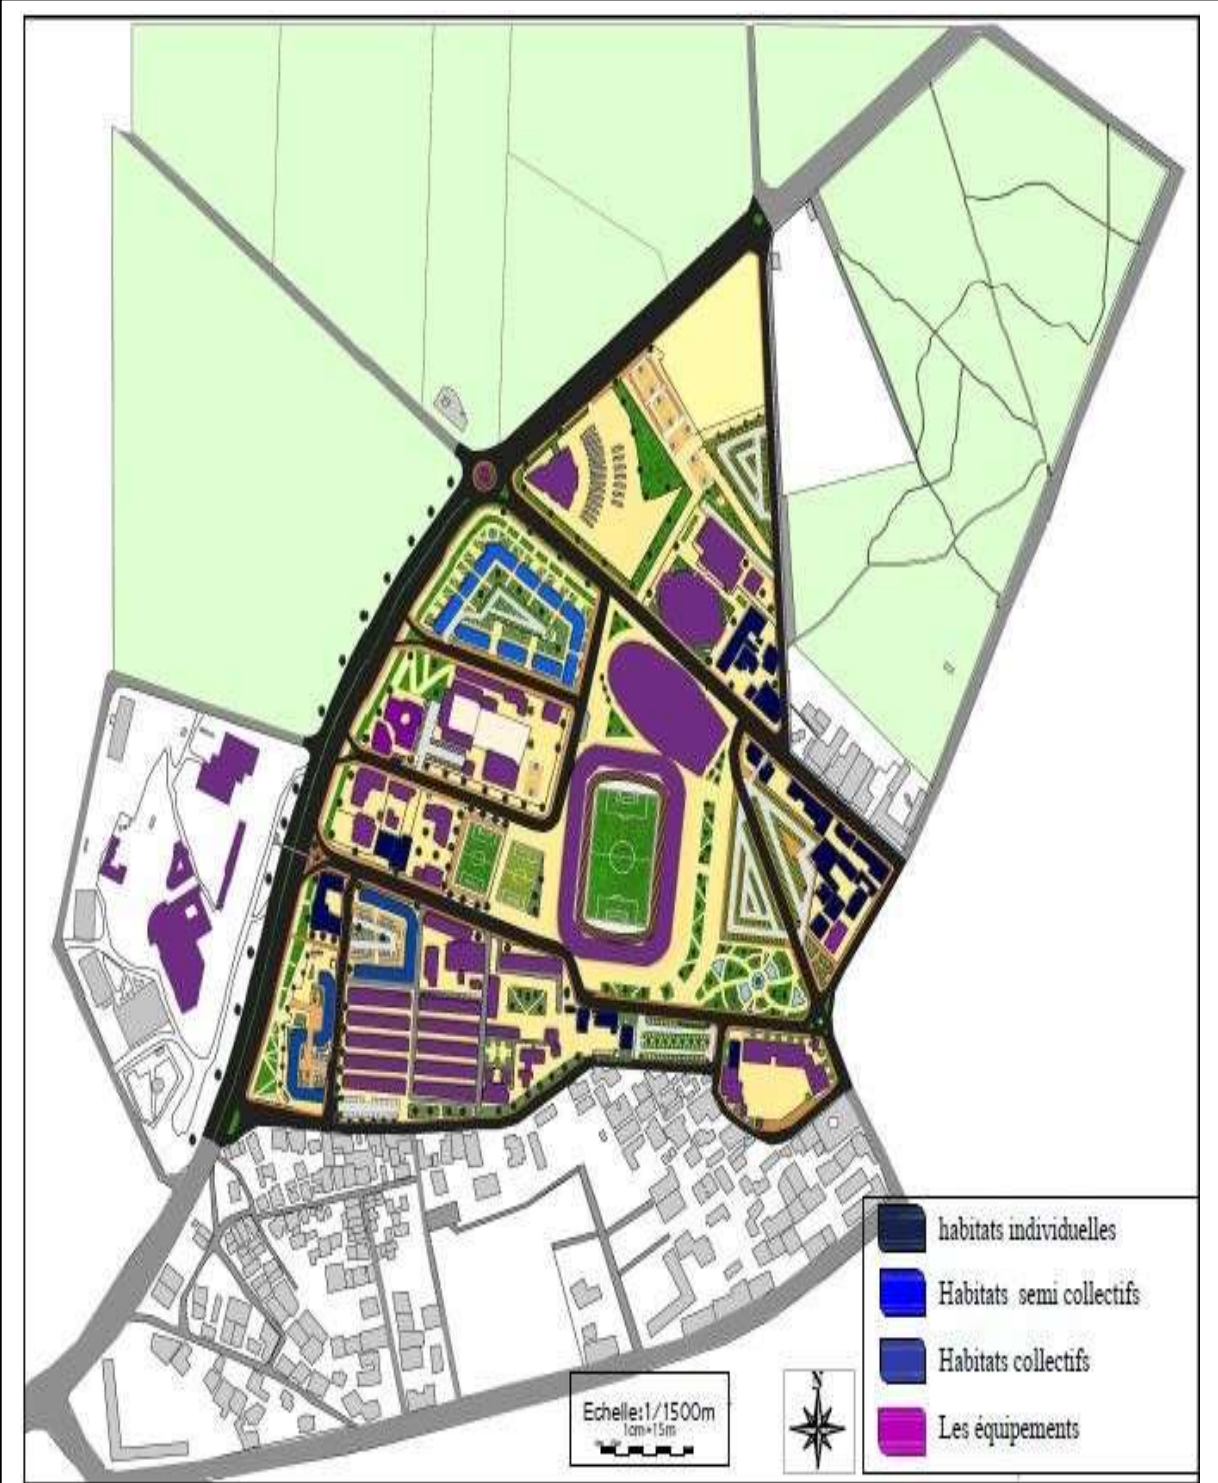 habitats individuelles
Habitats semi collectifs
Habitats collectifs
Les équipements
N
Echelle:1/1500m
1cm=15m